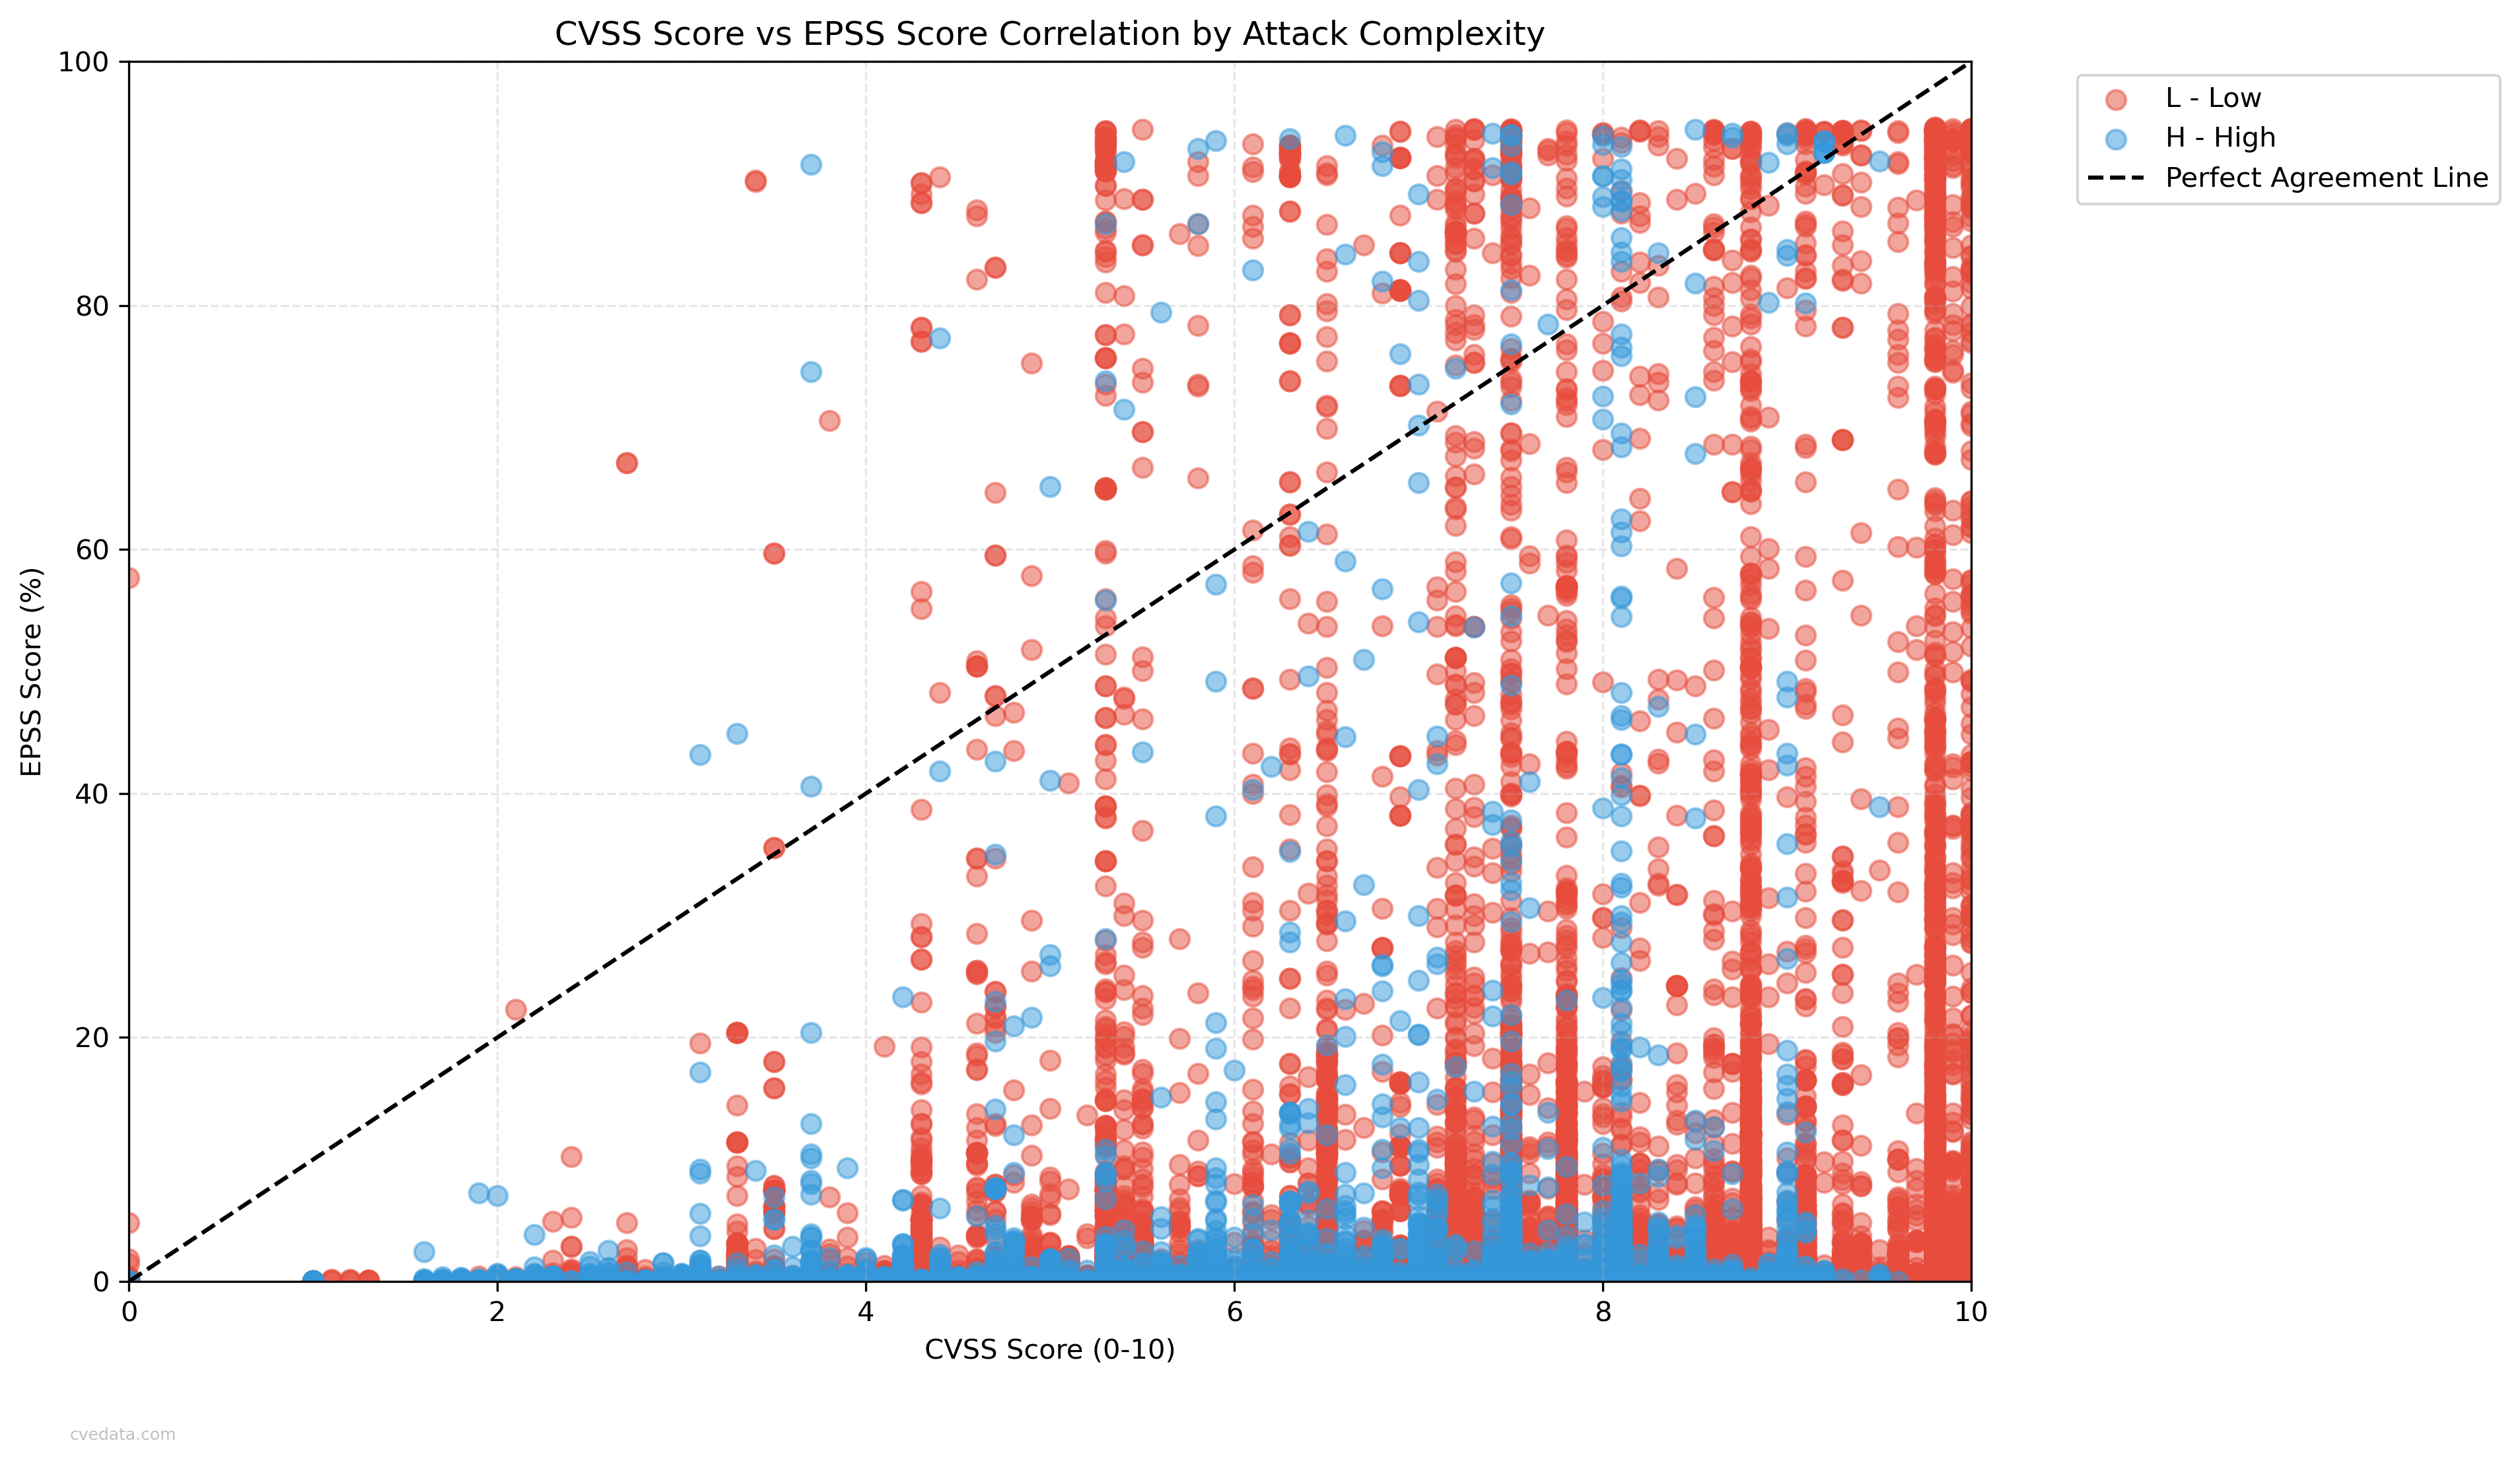 CVSS Score vs EPSS Score Correlation by Attack Complexity
L - Low
H - High
Perfect Agreement Line
EPSS Score (%)
100
80
60
40
20
0
0 2 4 6 8 10
CVSS Score (0-10)
cvedata.com